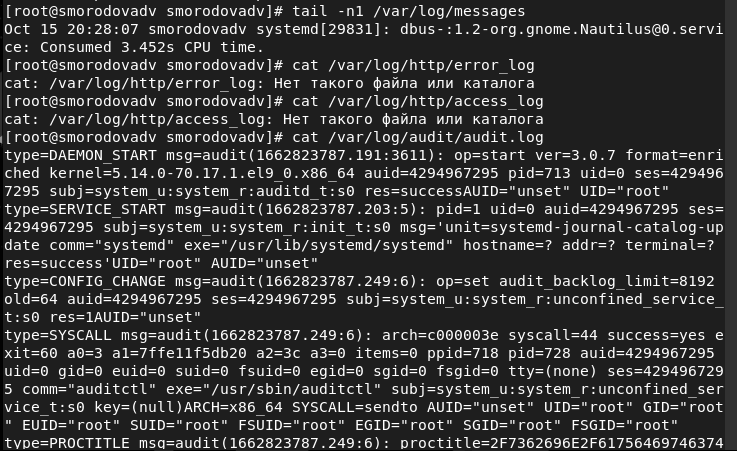 [root@smorodovadv smorodovadv]# tail -n1 /var/log/messages
Oct 15 20:28:07 smorodovadv systemd[29831]: dbus-:1.2-org.gnome.Nautilus@0.servi
ce: Consumed 3.452s CPU time.
[root@smorodovadv smorodovadv]# cat /var/log/http/error_log
cat: /var/log/http/error_log: Нет такого файла или каталога
[root@smorodovadv smorodovadv]# cat /var/log/http/access_log
cat: /var/log/http/access_log: Нет такого файла или каталога
[root@smorodovadv smorodovadv]# cat /var/log/audit/audit.log
type=DAEMON_START msg=audit(1662823787.191:3611): op=start ver=3.0.7 format=enri
ched kernel=5.14.0-70.17.1.el9_0.x86_64 auid=4294967295 pid=713 uid=0 ses=429496
7295 subj=system_u:system_r:auditd_t:s0 res=successAUID="unset" UID="root"
type=SERVICE_START msg=audit(1662823787.203:5): pid=1 uid=0 auid=4294967295 ses=
4294967295 subj=system_u:system_r:init_t:s0 msg='unit=systemd-journal-catalog-up
date comm="systemd" exe="/usr/lib/systemd/systemd" hostname=? addr=? terminal=?
res=success'UID="root" AUID="unset"
type=CONFIG_CHANGE msg=audit(1662823787.249:6): op=set audit_backlog_limit=8192
old=64 auid=4294967295 ses=4294967295 subj=system_u:system_r:unconfined_service_
t:s0 res=1AUID="unset"
type=SYSCALL msg=audit(1662823787.249:6): arch=c000003e syscall=44 success=yes e
xit=60 a0=3 a1=7ffe11f5db20 a2=3c a3=0 items=0 ppid=718 pid=728 auid=4294967295
uid=0 gid=0 euid=0 suid=0 fsuid=0 egid=0 sgid=0 fsgid=0 tty=(none) ses=429496729
5 comm="auditctl" exe="/usr/sbin/auditctl" subj=system_u:system_r:unconfined_ser
vice_t:s0 key=(null)ARCH=x86_64 SYSCALL=sendto AUID="unset" UID="root" GID="root
" EUID="root" SUID="root" FSUID="root" EGID="root" SGID="root" FSGID="root"
type=PROCTITLE msg=audit(1662823787.249:6): proctitle=2F7362696E2F61756469746374